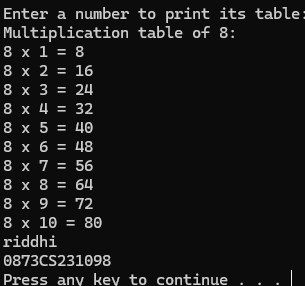 Enter a number to print its table:
Multiplication table of 8:
8 x 1 = 8
8 x 2 = 16
8 x 3 = 24
8 x 4 = 32
8 x 5 = 40
8 x 6 = 48
8 x 7 = 56
8 x 8 = 64
8 x 9 = 72
8 x 10 = 80
riddhi
0873CS231098
Press any key to continue . . .